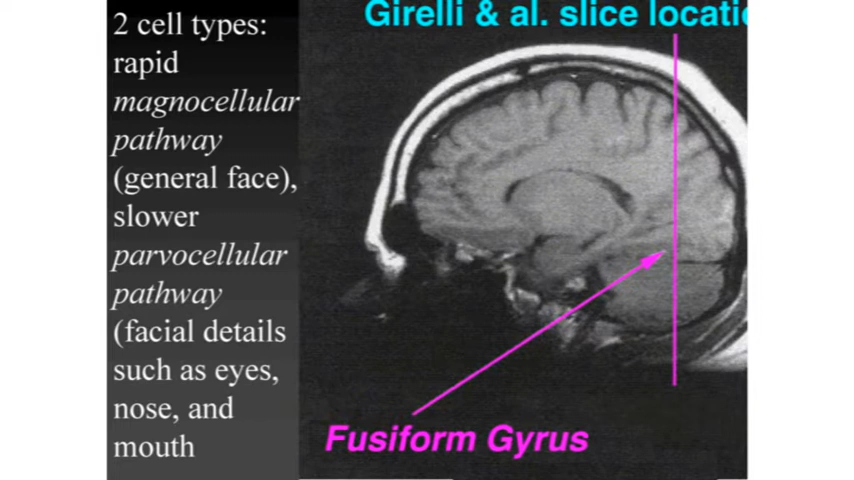 2 cell types:
rapid
magnocellular
pathway
(general face),
slower
parvocellular
pathway
(facial details
such as eyes,
nose, and
mouth
Girelli & al. slice locatio
Fusiform Gyrus